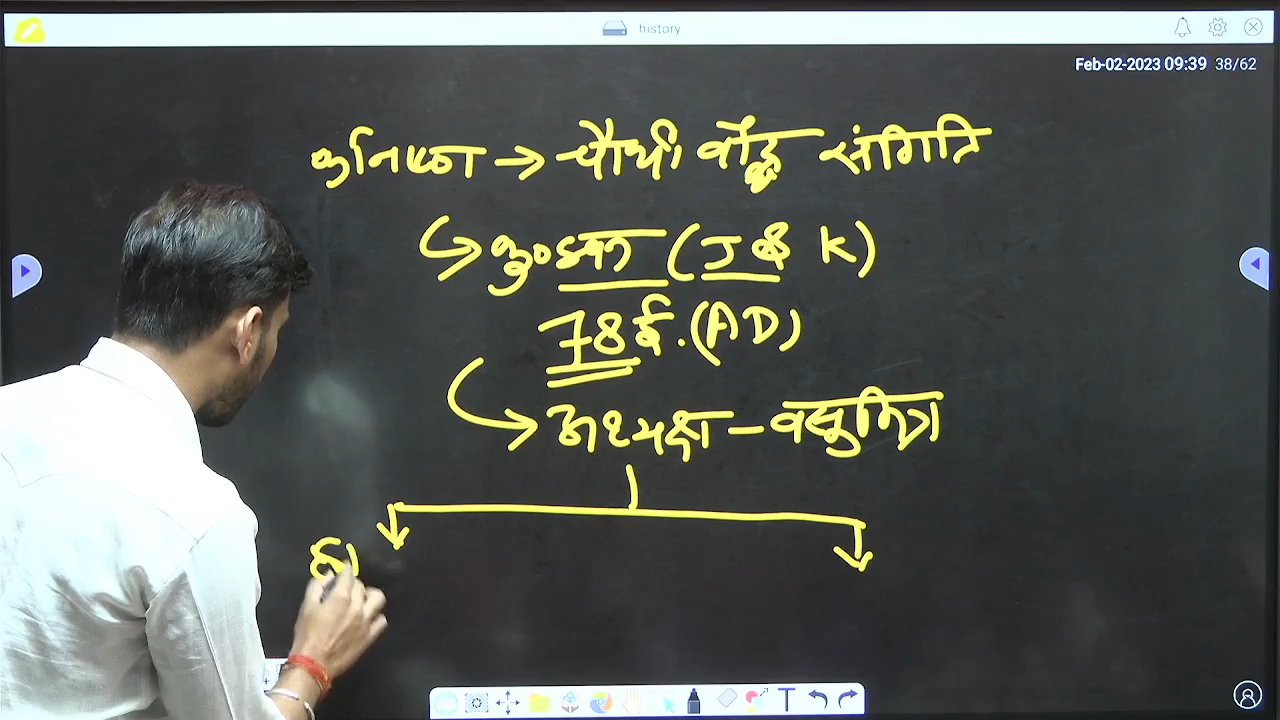 history
Feb-02-2023 09:39 38/62
कनिष्क → चौथी बौद्ध संगिति
कुण्डलवन (J & K)
78 ई. (AD)
अध्यक्ष – वसुमित्र